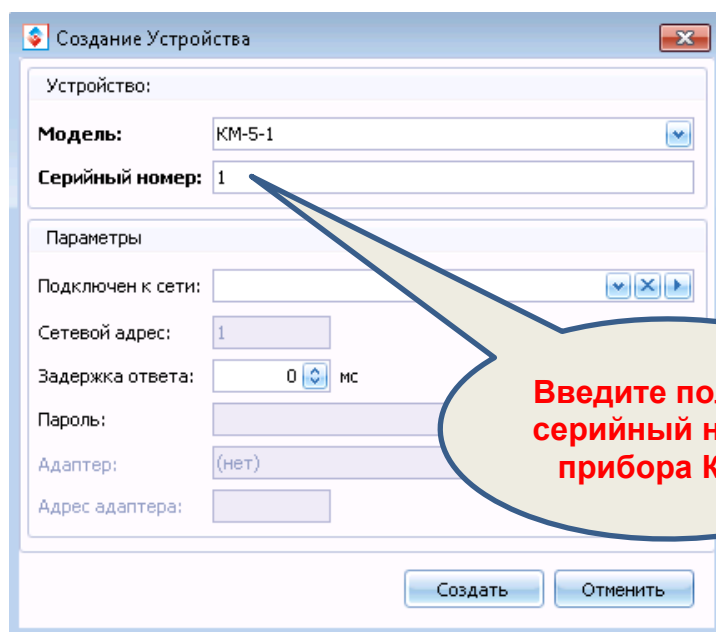 Создание Устройства
Устройство:
Модель: КМ-5-1
Серийный номер: 1
Параметры
Подключен к сети:
Сетевой адрес: 1
Задержка ответа: 0 мс
Пароль:
Адаптер: (нет)
Адрес адаптера:
Введите
серийный
прибора
Создать Отменить